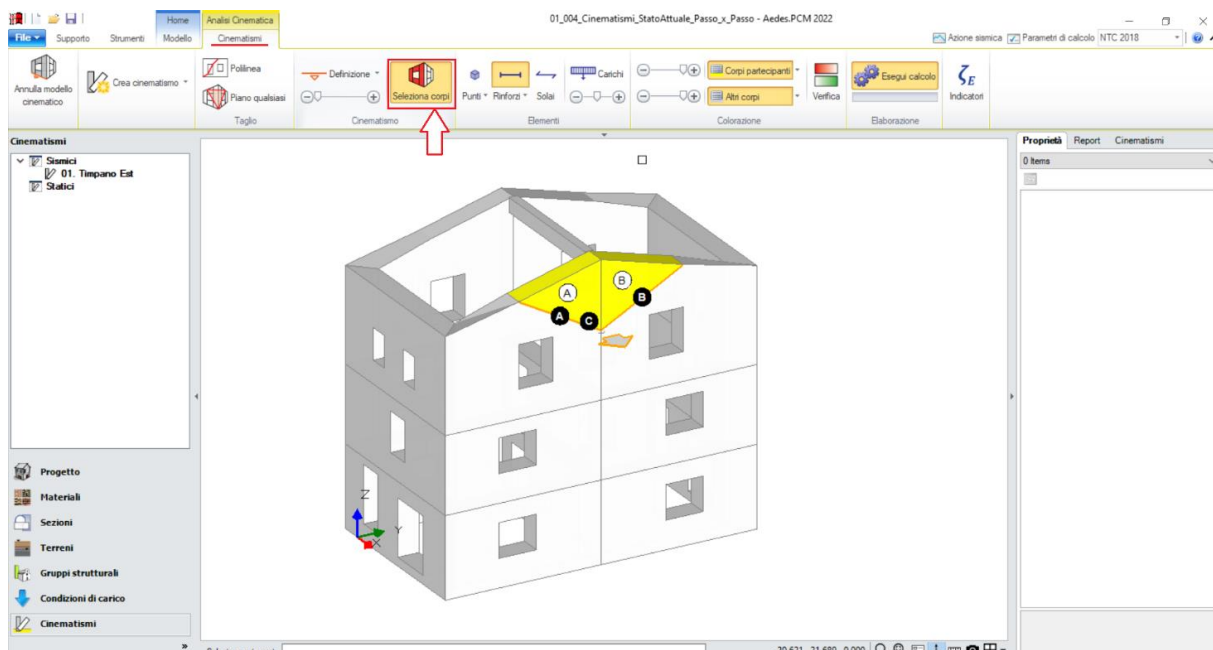 01_004_Cinematismi_StatoAttuale_Passo_x_Passo - Aedes.PCM 2022
Home
Analisi Cinematica
File
Supporto
Strumenti
Modello
Cinematismi
Azione sismica
Parametri di calcolo
NTC 2018
Annulla modello
cinematico
Crea cinematismo
Polilinea
Piano qualsiasi
Taglio
Definizione
Seleziona corpi
Cinematismo
Punti
Rinforzi
Solai
Carichi
Elementi
Corpi partecipanti
Altri corpi
Colorazione
Verifica
Esegui calcolo
Elaborazione
ζE
Indicatori
Cinematismi
Sismici
01. Timpano Est
Statici
A
B
A
C
B
Z
Y
X
Proprietà
Report
Cinematismi
0 Items
Progetto
Materiali
Sezioni
Terreni
Gruppi strutturali
Condizioni di carico
Cinematismi